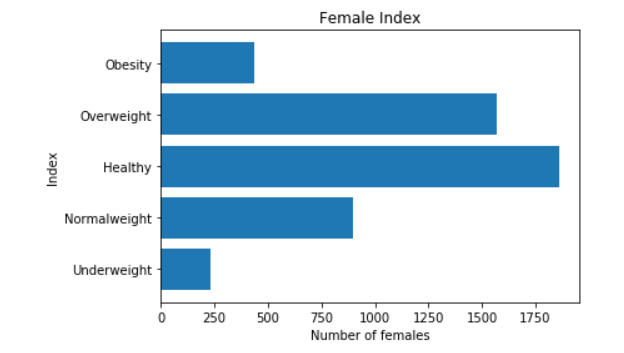 Female Index
Obesity
Overweight
Healthy
Normalweight
Underweight
Index
0 250 500 750 1000 1250 1500 1750
Number of females